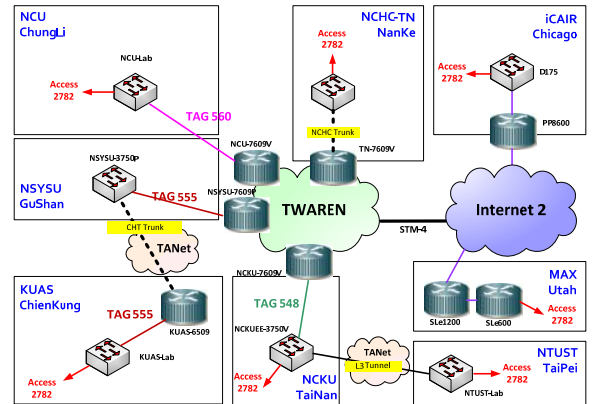 NCU
ChungLi
NCU-Lab
Access
2782
TAG 560
NCU-7609V
NCHC-TN
NanKe
Access
2782
NCHC Trunk
TN-7609V
iCAIR
Chicago
Access
2782
D175
PP8600
NSYSU-3750P
NSYSU
GuShan
TAG 555
NSYSU-7609P
CHT Trunk
TANet
TWAREN
STM-4
Internet 2
KUAS
ChienKung
TAG 555
KUAS-6509
KUAS-Lab
Access
2782
NCKU-7609V
TAG 548
NCKUEE-3750V
Access
2782
NCKU
TaiNan
TANet
L3 Tunnel
MAX
Utah
SLe1200
SLe600
Access
2782
NTUST
TaiPei
Access
2782
NTUST-Lab